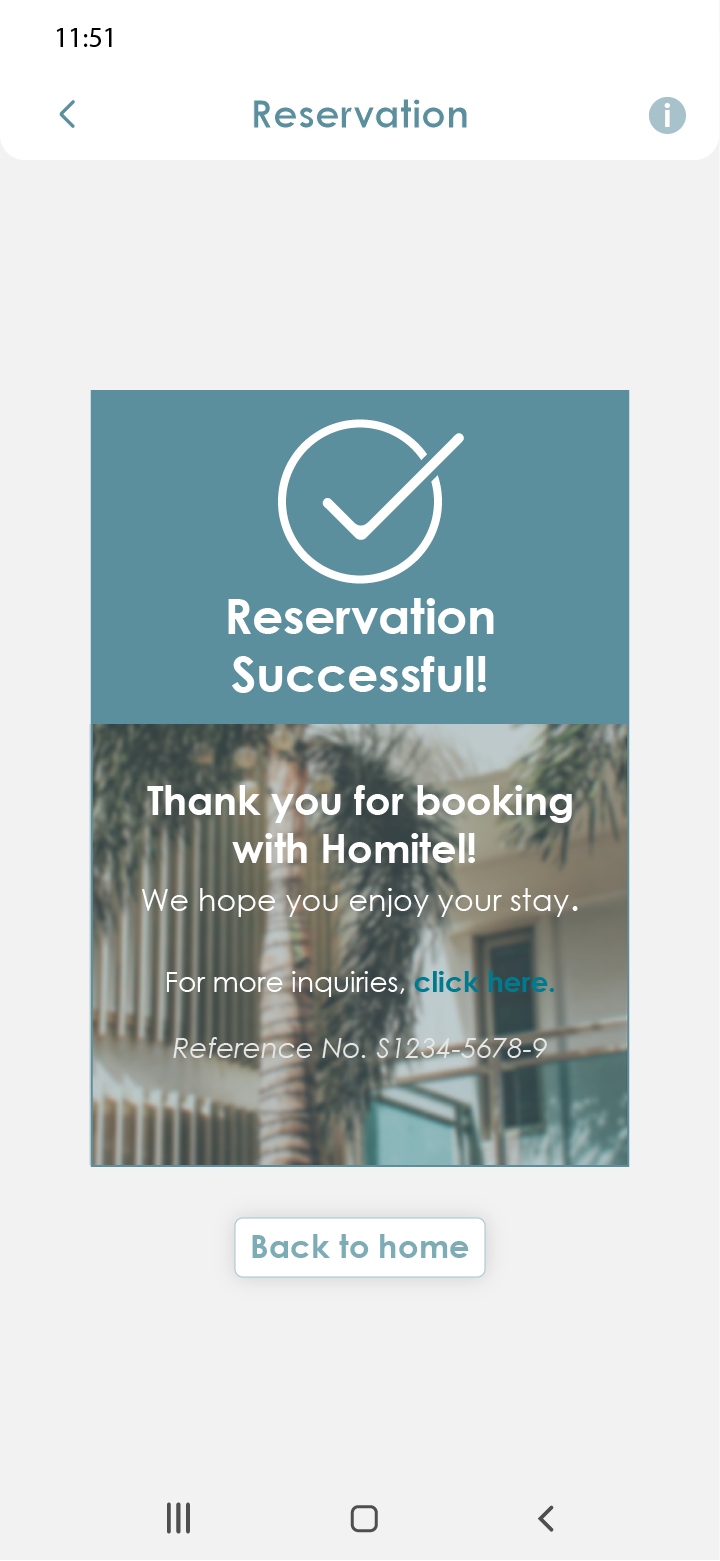 11:51
Reservation
Reservation
Successful!
Thank you for booking
with Homitel!
We hope you enjoy your stay.
For more inquiries, click here.
Reference No. S1234-5678-9
Back to home